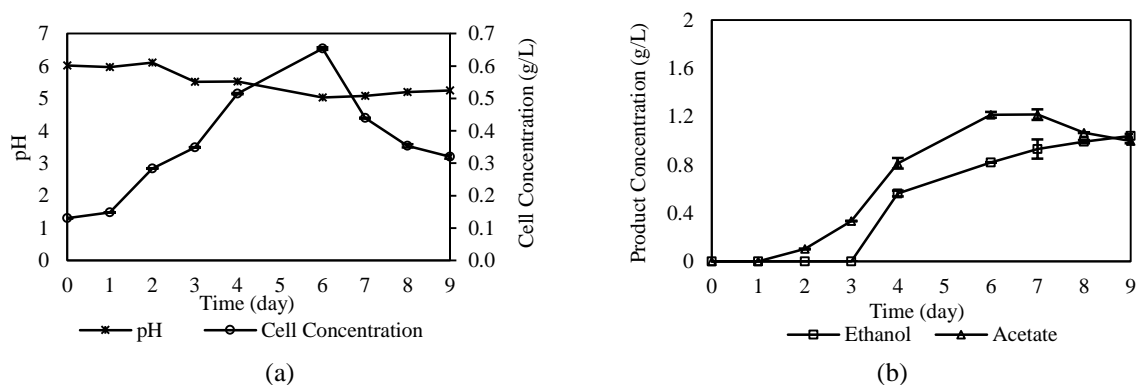 pH
7
6
5
4
3
2
1
0
0.7
0.6
0.5
0.4
0.3
0.2
0.1
0.0
Cell Concentration (g/L)
0 1 2 3 4 5 6 7 8 9
Time (day)
pH Cell Concentration
(a)
Product Concentration (g/L)
2
1.6
1.2
0.8
0.4
0
0 1 2 3 4 5 6 7 8 9
Time (day)
Ethanol Acetate
(b)